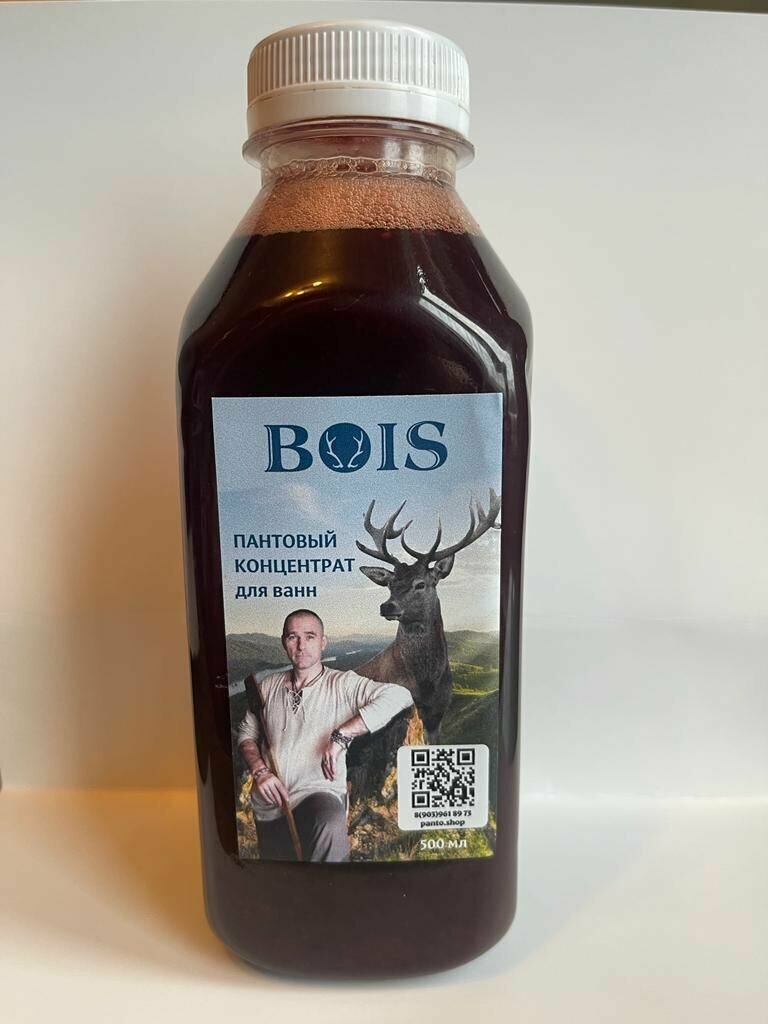 BOIS
ПАНТОВЫЙ
КОНЦЕНТРАТ
для ванн
8(903)961 89 73
panto.shop
500 мл